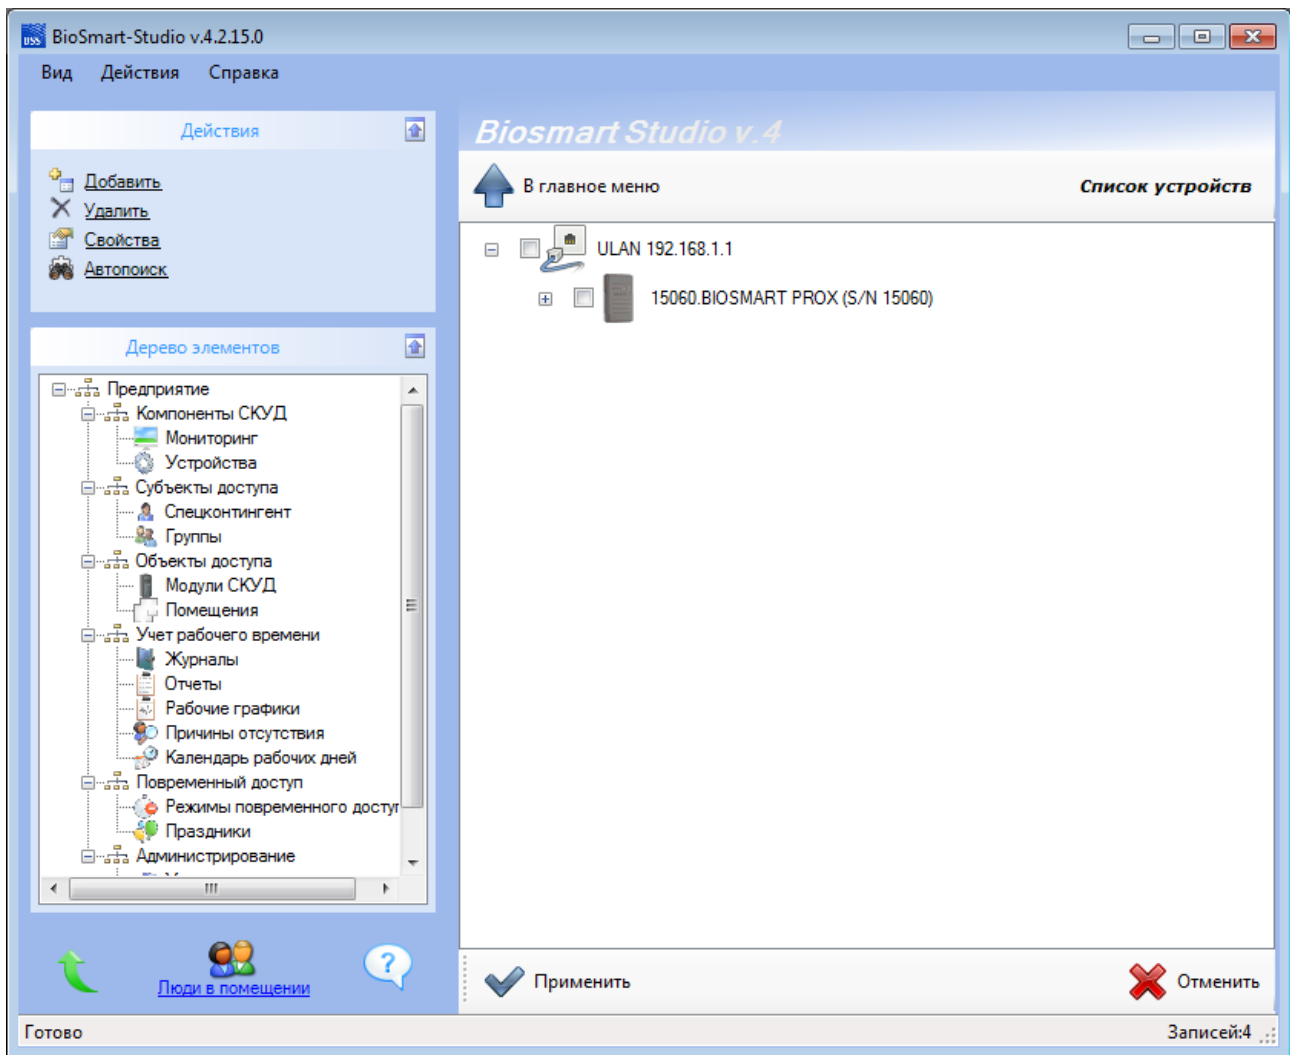 BioSmart-Studio v.4.2.15.0
Вид Действия Справка
Действия
Добавить
Удалить
Свойства
Автопоиск
Дерево элементов
Предприятие
Компоненты СКУД
Мониторинг
Устройства
Субъекты доступа
Спецконтингент
Группы
Объекты доступа
Модули СКУД
Помещения
Учет рабочего времени
Журналы
Отчеты
Рабочие графики
Причины отсутствия
Календарь рабочих дней
Повременный доступ
Режимы повременного досту
Праздники
Администрирование
Люди в помещении
Biosmart Studio v.4
В главное меню Список устройств
ULAN 192.168.1.1
15060.BIOSMART PROX (S/N 15060)
Применить Отменить
Готово Записей:4